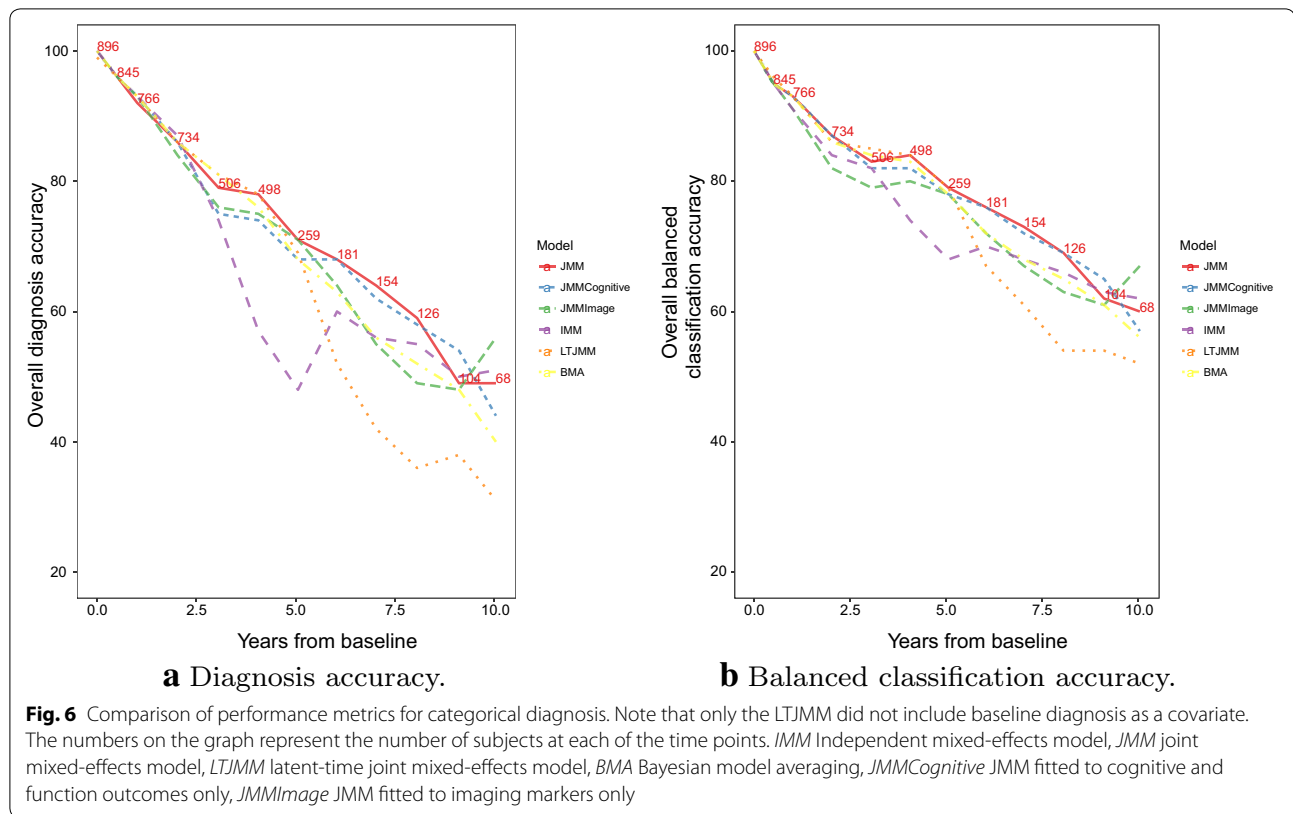 100
80
60
40
20
Overall diagnosis accuracy
896
845
766
734
506
498
259
181
154
126
104
68
0.0
2.5
5.0
7.5
10.0
Years from baseline
Model
a JMM
a JMMCognitive
a JMMImage
a IMM
a LTJMM
a BMA
a Diagnosis accuracy.
100
80
60
40
20
Overall balanced
classification accuracy
896
845
766
734
506
498
259
181
154
126
104
68
0.0
2.5
5.0
7.5
10.0
Years from baseline
Model
a JMM
a JMMCognitive
a JMMImage
a IMM
a LTJMM
a BMA
b Balanced classification accuracy.
Fig. 6 Comparison of performance metrics for categorical diagnosis. Note that only the LTJMM did not include baseline diagnosis as a covariate.
The numbers on the graph represent the number of subjects at each of the time points. IMM Independent mixed-effects model, JMM joint
mixed-effects model, LTJMM latent-time joint mixed-effects model, BMA Bayesian model averaging, JMMCognitive JMM fitted to cognitive and
function outcomes only, JMMImage JMM fitted to imaging markers only